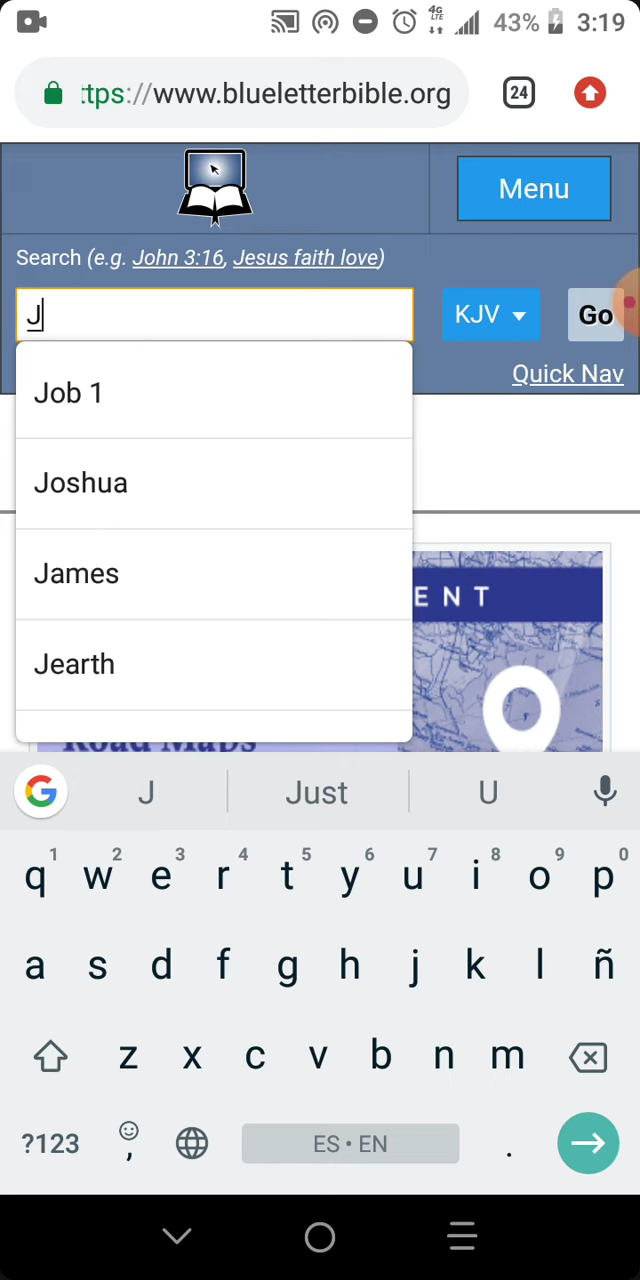 4G
LTE
43% 3:19
ttps://www.blueletterbible.org 24
Menu
Search (e.g. John 3:16, Jesus faith love)
J KJV Go
Quick Nav
Job 1
Joshua
James
Jearth
ENT
Road Maps
J Just U
1 2 3 4 5 6 7 8 9 0
q w e r t y u i o p
a s d f g h j k l ñ
z x c v b n m
?123 , ES • EN .